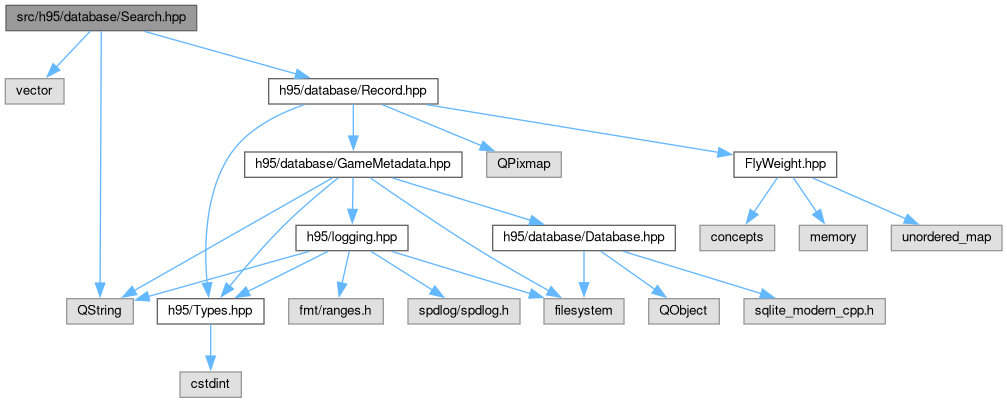 src/h95/database/Search.hpp
vector
h95/database/Record.hpp
h95/database/GameMetadata.hpp
QPixmap
FlyWeight.hpp
h95/logging.hpp
h95/database/Database.hpp
concepts
memory
unordered_map
QString
h95/Types.hpp
fmt/ranges.h
spdlog/spdlog.h
filesystem
QObject
sqlite_modern_cpp.h
cstdint